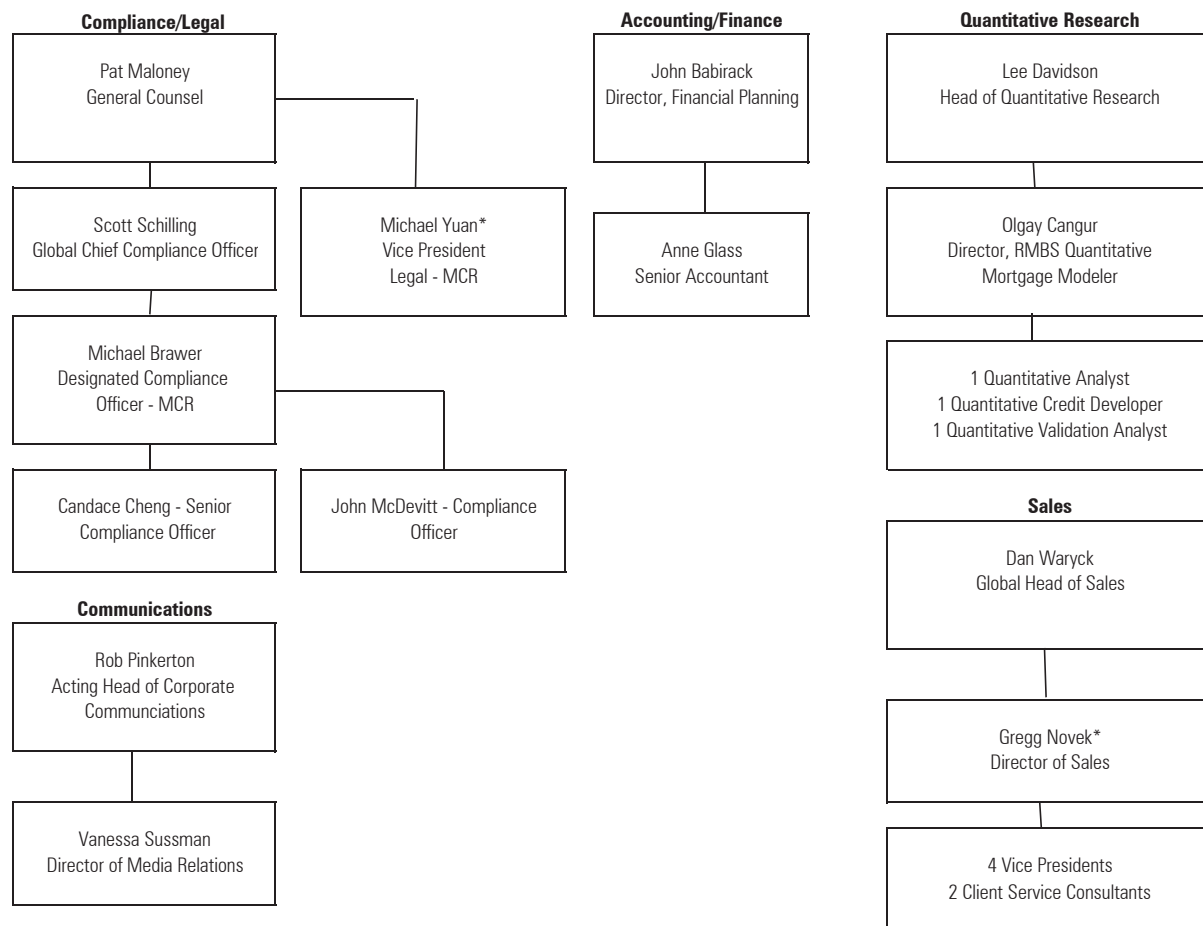 Compliance/Legal
Pat Maloney
General Counsel
Scott Schilling
Global Chief Compliance Officer
Michael Yuan*
Vice President
Legal - MCR
Michael Brawer
Designated Compliance
Officer - MCR
Candace Cheng - Senior
Compliance Officer
John McDevitt - Compliance
Officer
Communications
Rob Pinkerton
Acting Head of Corporate
Communciations
Vanessa Sussman
Director of Media Relations
Accounting/Finance
John Babirack
Director, Financial Planning
Anne Glass
Senior Accountant
Quantitative Research
Lee Davidson
Head of Quantitative Research
Olgay Cangur
Director, RMBS Quantitative
Mortgage Modeler
1 Quantitative Analyst
1 Quantitative Credit Developer
1 Quantitative Validation Analyst
Sales
Dan Waryck
Global Head of Sales
Gregg Novek*
Director of Sales
4 Vice Presidents
2 Client Service Consultants